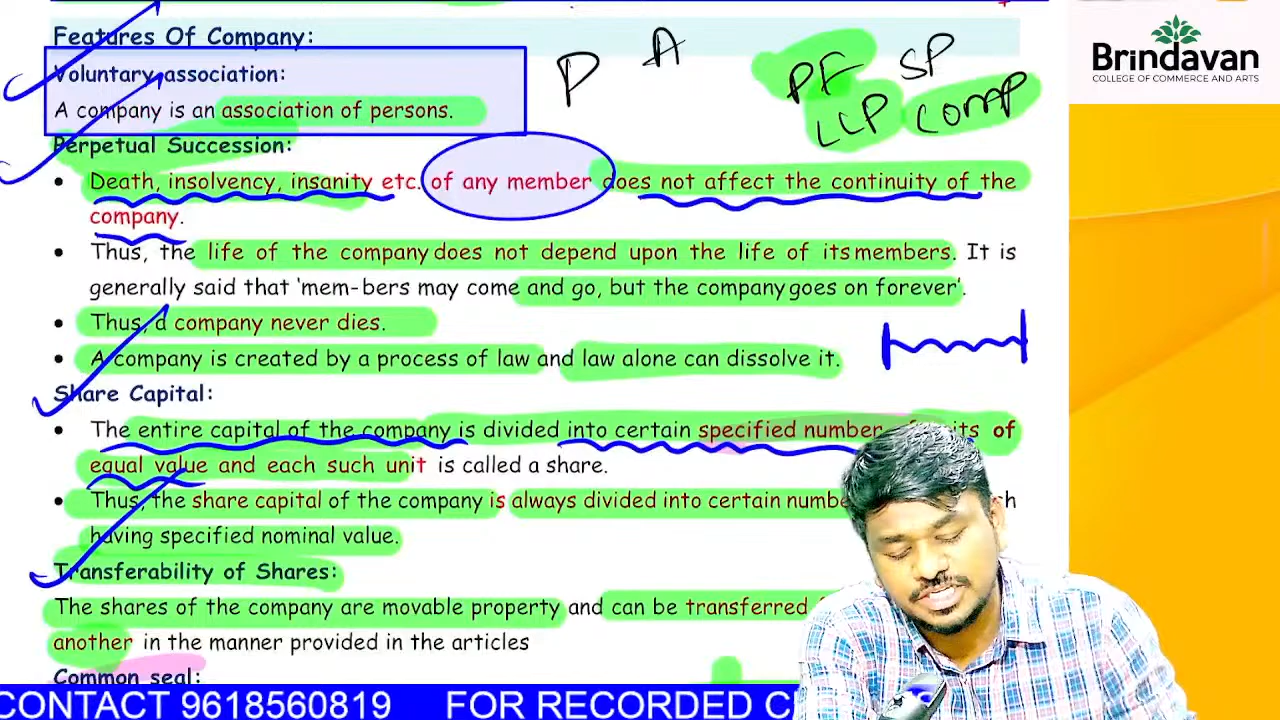 Features Of Company:
Voluntary association:
A company is an association of persons.
P A PF SP
LLP COMP
Perpetual Succession:
• Death, insolvency, insanity etc. of any member does not affect the continuity of the
company.
• Thus, the life of the company does not depend upon the life of its members. It is
generally said that 'mem-bers may come and go, but the company goes on forever'.
• Thus, a company never dies.
• A company is created by a process of law and law alone can dissolve it.
Share Capital:
• The entire capital of the company is divided into certain specified number of units of
equal value and each such unit is called a share.
• Thus, the share capital of the company is always divided into certain
having specified nominal value.
Transferability of Shares:
The shares of the company are movable property and can be transferred
another in the manner provided in the articles
Common seal:
CONTACT 9618560819 FOR RECORDED
Brindavan
COLLEGE OF COMMERCE AND ARTS